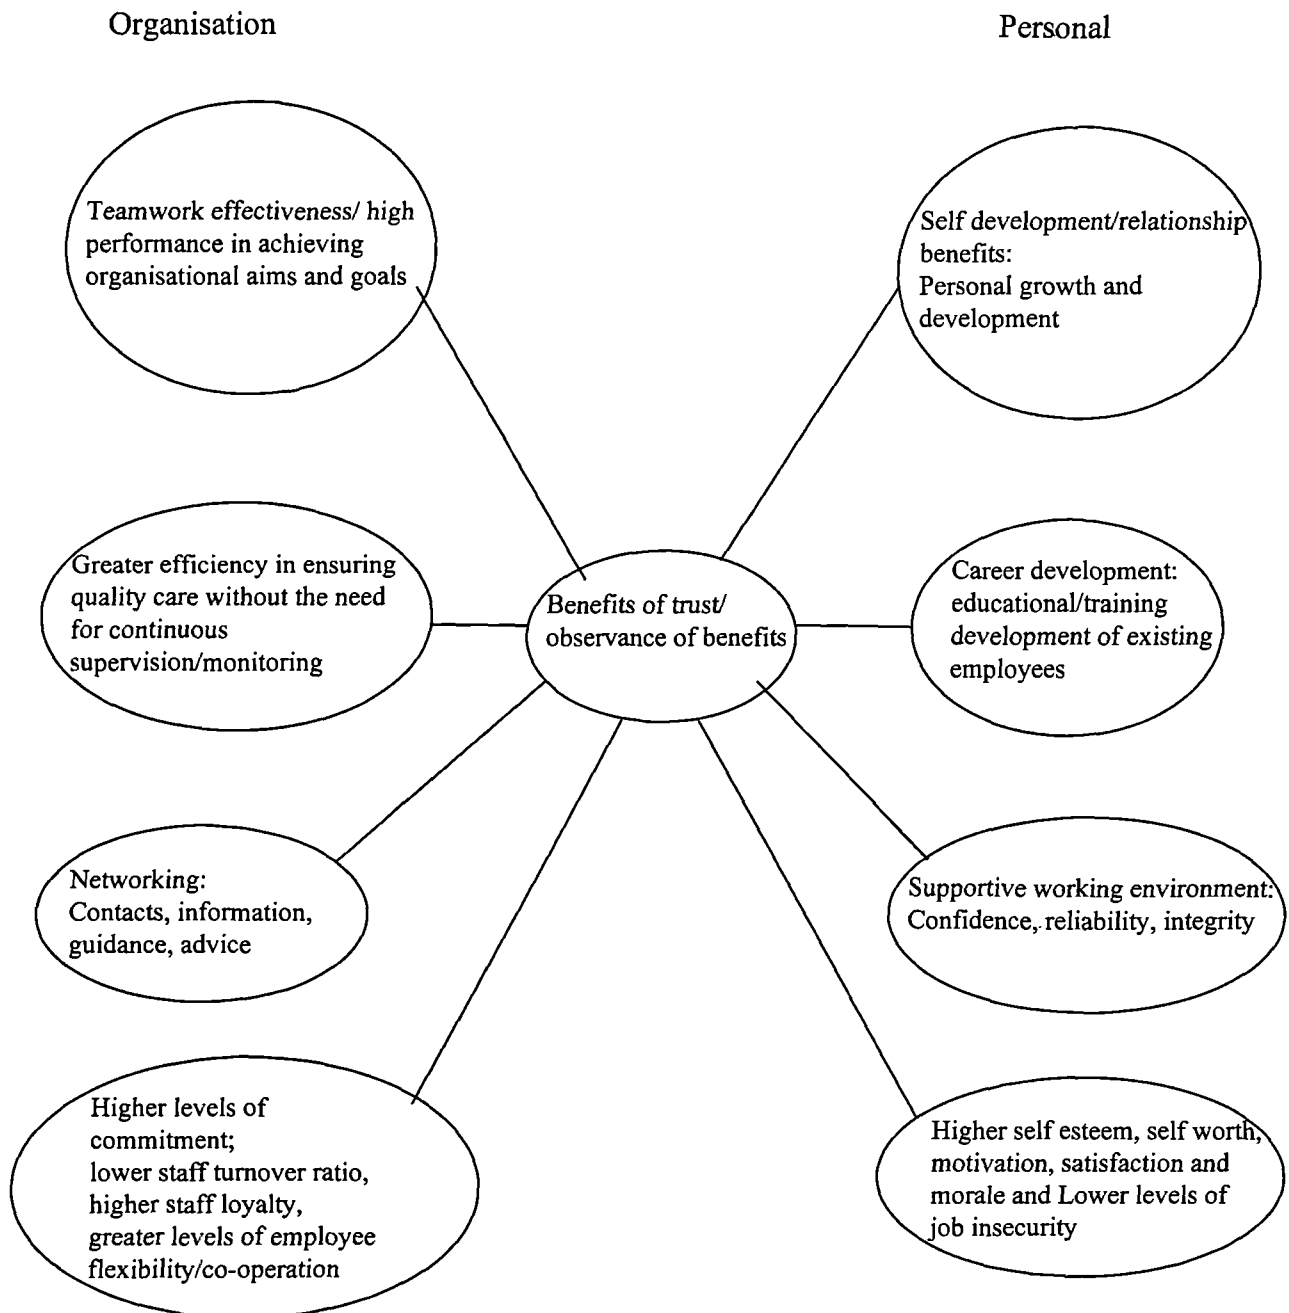 Organisation
Personal
Teamwork effectiveness/ high
performance in achieving
organisational aims and goals
Self development/relationship
benefits:
Personal growth and
development
Greater efficiency in ensuring
quality care without the need
for continuous
supervision/monitoring
Benefits of trust/
observance of benefits
Career development:
educational/training
development of existing
employees
Networking:
Contacts, information,
guidance, advice
Supportive working environment:
Confidence, reliability, integrity
Higher levels of
commitment;
lower staff turnover ratio,
higher staff loyalty,
greater levels of employee
flexibility/co-operation
Higher self esteem, self worth,
motivation, satisfaction and
morale and Lower levels of
job insecurity